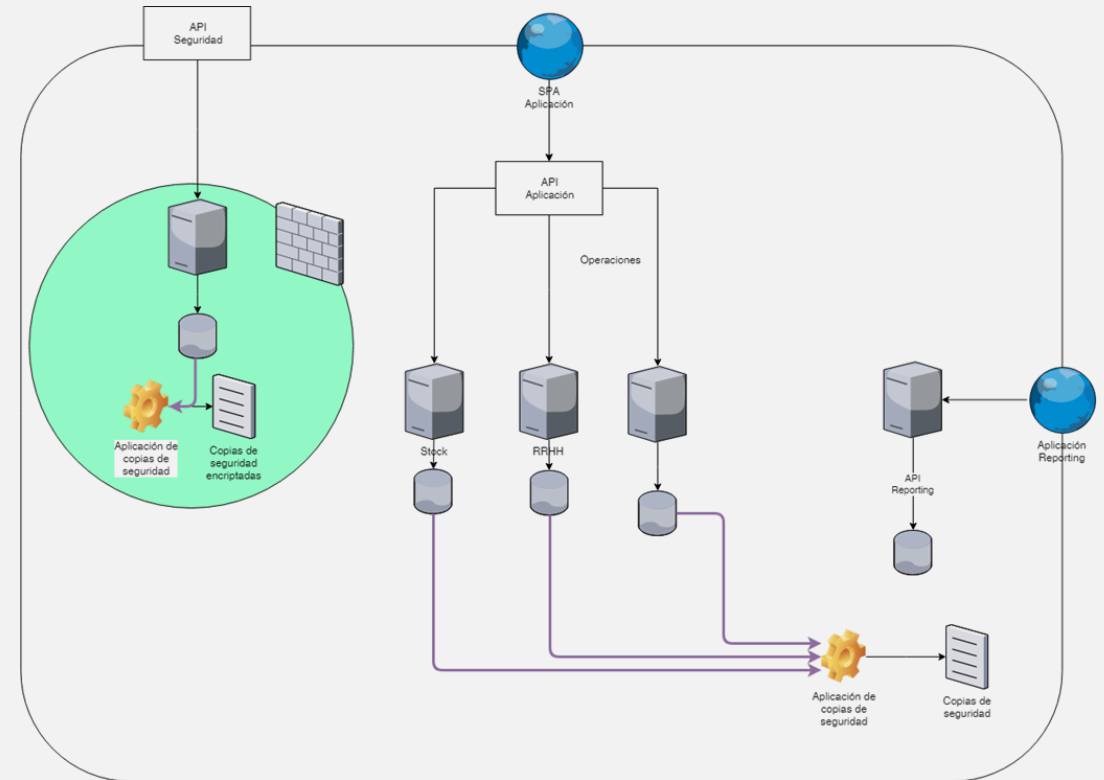 API
Seguridad
SPA
Aplicación
API
Aplicación
Operaciones
Aplicación de
copias de
seguridad
Copias de
seguridad
encriptadas
Stock
RRHH
API
Reporting
Aplicación
Reporting
Aplicación de
copias de
seguridad
Copias de
seguridad